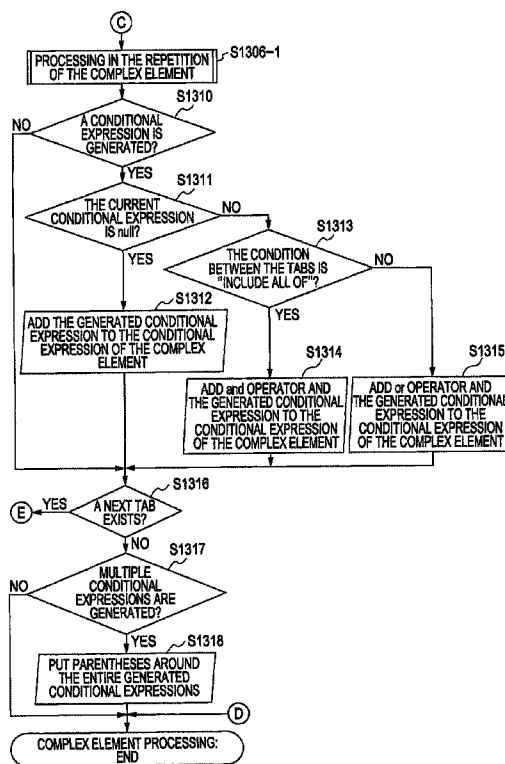 C
PROCESSING IN THE REPETITION
OF THE COMPLEX ELEMENT
S1306-1
S1310
NO
A CONDITIONAL
EXPRESSION IS
GENERATED?
YES
S1311
THE CURRENT
CONDITIONAL EXPRESSION
IS null?
NO
YES
S1313
THE CONDITION
BETWEEN THE TABS IS
"INCLUDE ALL OF"?
NO
YES
S1312
ADD THE GENERATED CONDITIONAL
EXPRESSION TO THE CONDITIONAL
EXPRESSION OF THE COMPLEX
ELEMENT
S1314
ADD and OPERATOR AND
THE GENERATED CONDITIONAL
EXPRESSION TO THE
CONDITIONAL EXPRESSION
OF THE COMPLEX ELEMENT
S1315
ADD or OPERATOR AND
THE GENERATED CONDITIONAL
EXPRESSION TO THE
CONDITIONAL EXPRESSION
OF THE COMPLEX ELEMENT
S1316
E
YES
A NEXT TAB
EXISTS?
NO
S1317
NO
MULTIPLE
CONDITIONAL
EXPRESSIONS ARE
GENERATED?
YES
S1318
PUT PARENTHESES AROUND
THE ENTIRE GENERATED
CONDITIONAL EXPRESSIONS
D
COMPLEX ELEMENT PROCESSING:
END